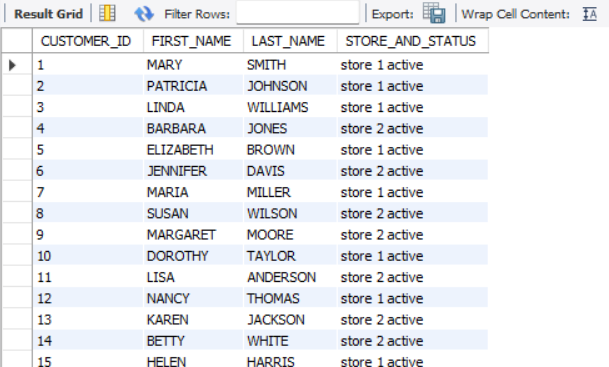 Result Grid Filter Rows: Export: Wrap Cell Content: IA
CUSTOMER_ID FIRST_NAME LAST_NAME STORE_AND_STATUS
1 MARY SMITH store 1 active
2 PATRICIA JOHNSON store 1 active
3 LINDA WILLIAMS store 1 active
4 BARBARA JONES store 2 active
5 ELIZABETH BROWN store 1 active
6 JENNIFER DAVIS store 2 active
7 MARIA MILLER store 1 active
8 SUSAN WILSON store 2 active
9 MARGARET MOORE store 2 active
10 DOROTHY TAYLOR store 1 active
11 LISA ANDERSON store 2 active
12 NANCY THOMAS store 1 active
13 KAREN JACKSON store 2 active
14 BETTY WHITE store 2 active
15 HELEN HARRIS store 1 active